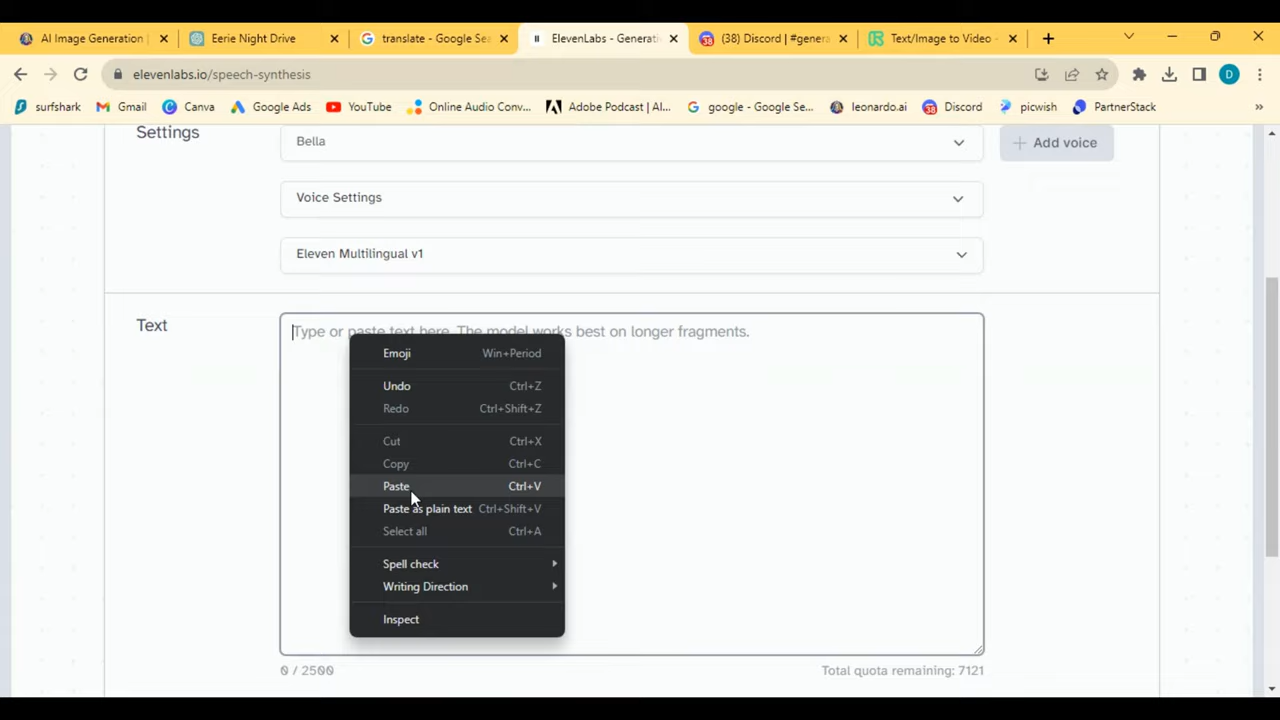 AI Image Generation
Eerie Night Drive
translate - Google Sea
ElevenLabs - Generati
(38) Discord | #genera
Text/Image to Video -
elevenlabs.io/speech-synthesis
D
surfshark
Gmail
Canva
Google Ads
YouTube
Online Audio Conv...
Adobe Podcast | AI...
google - Google Se...
leonardo.ai
Discord
picwish
PartnerStack
Settings
Bella
Add voice
Voice Settings
Eleven Multilingual v1
Text
Type or paste text here. The model works best on longer fragments.
Emoji Win+Period
Undo Ctrl+Z
Redo Ctrl+Shift+Z
Cut Ctrl+X
Copy Ctrl+C
Paste Ctrl+V
Paste as plain text Ctrl+Shift+V
Select all Ctrl+A
Spell check
Writing Direction
Inspect
0 / 2500
Total quota remaining: 7121